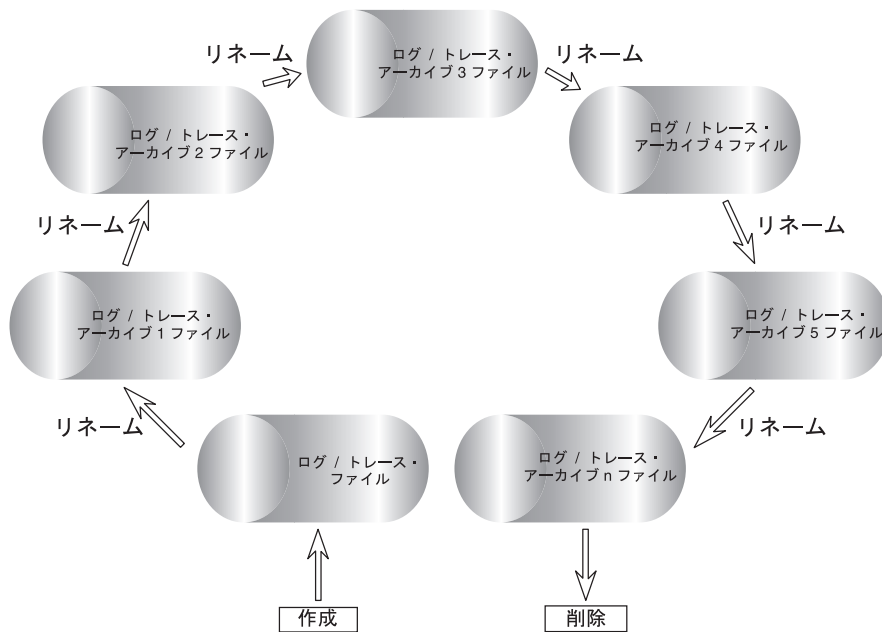 リネーム
ログ / トレース・
アーカイブ 3 ファイル
リネーム
ログ / トレース・
アーカイブ 2 ファイル
ログ / トレース・
アーカイブ 4 ファイル
リネーム
リネーム
ログ / トレース・
アーカイブ 1 ファイル
ログ / トレース・
アーカイブ 5 ファイル
リネーム
リネーム
ログ / トレース・
ファイル
ログ / トレース・
アーカイブ n ファイル
作成
削除